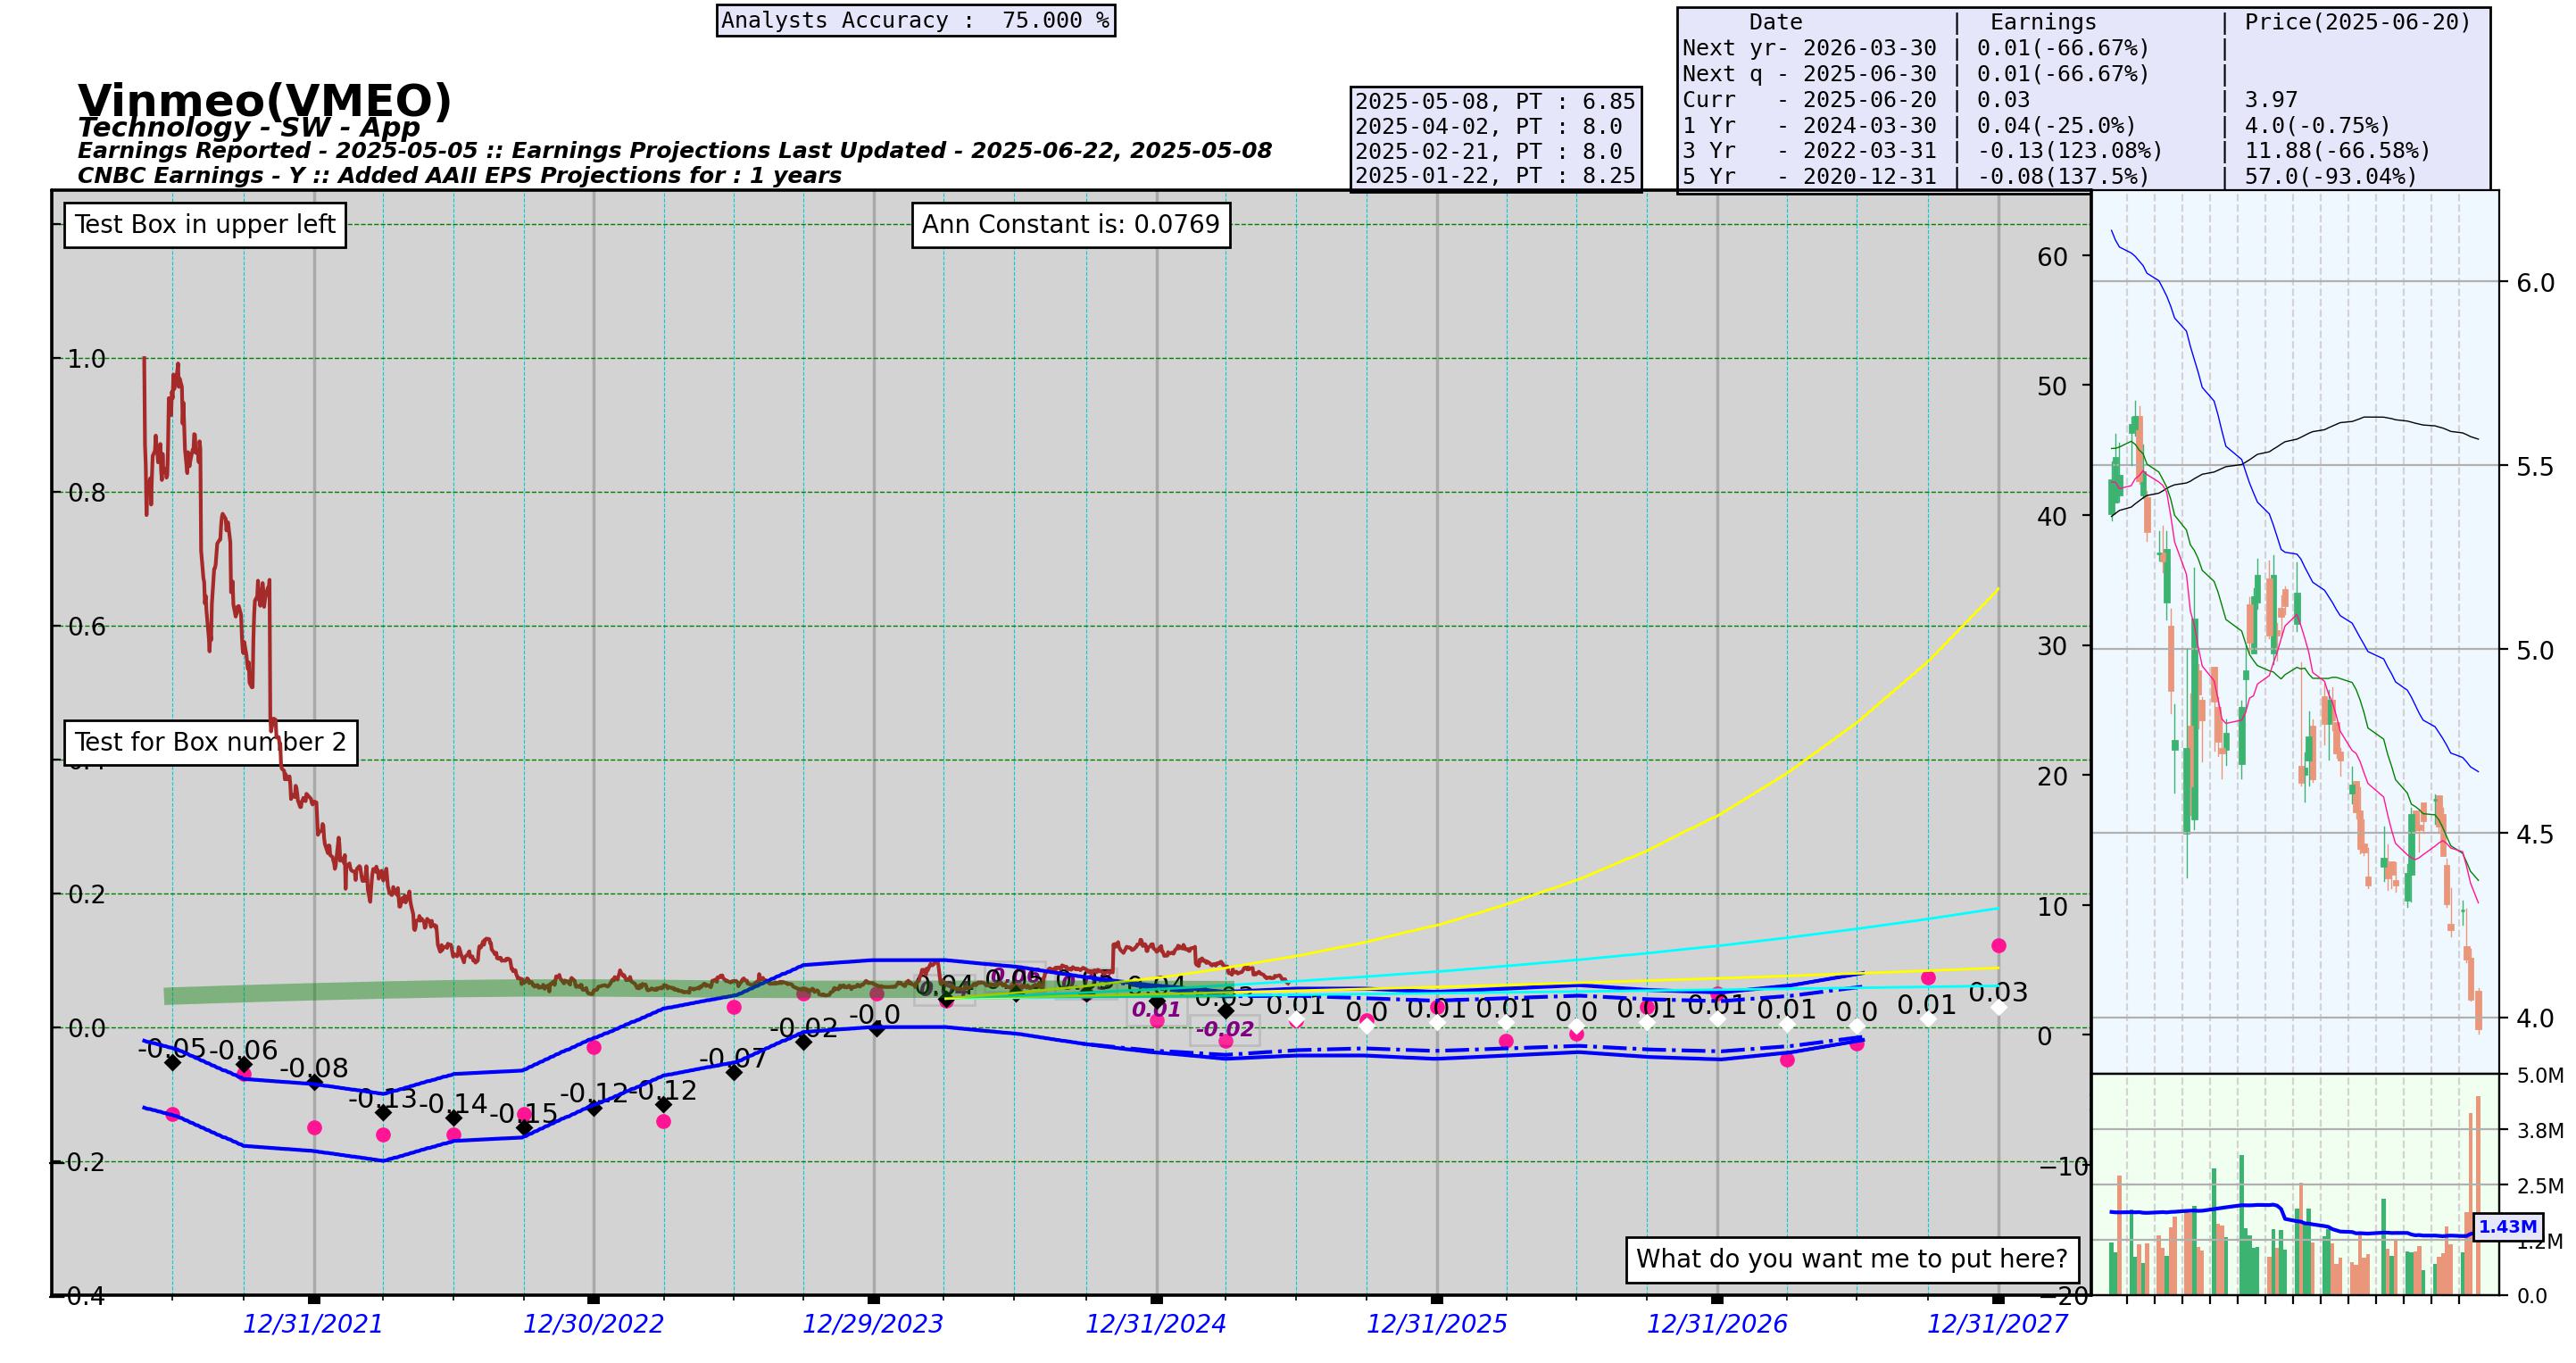 Analysts Accuracy :  75.000 %
Date | Earnings | Price(2025-06-20)
Next yr- 2026-03-30 | 0.01(-66.67%) |
Next q - 2025-06-30 | 0.01(-66.67%) |
Curr - 2025-06-20 | 0.03 | 3.97
1 Yr - 2024-03-30 | 0.04(-25.0%) | 4.0(-0.75%)
3 Yr - 2022-03-31 | -0.13(123.08%) | 11.88(-66.58%)
5 Yr - 2020-12-31 | -0.08(137.5%) | 57.0(-93.04%)
Vinmeo(VMEO)
Technology - SW - App
Earnings Reported - 2025-05-05 :: Earnings Projections Last Updated - 2025-06-22, 2025-05-08
CNBC Earnings - Y :: Added AAII EPS Projections for : 1 years
2025-05-08, PT : 6.85
2025-04-02, PT : 8.0
2025-02-21, PT : 8.0
2025-01-22, PT : 8.25
Test Box in upper left
Ann Constant is: 0.0769
Test for Box number 2
What do you want me to put here?
1.0
0.8
0.6
0.2
0.0
−0.2
−0.4
60
50
40
30
20
10
0
−10
−20
6.0
5.5
5.0
4.5
4.0
5.0M
3.8M
2.5M
1.43M
1.2M
0.0
-0.05
-0.06
-0.08
-0.13
-0.14
-0.15
-0.12
-0.12
-0.07
-0.02
-0.0
0.04
0.06
0.04
0.01
0.03
-0.02
0.01
0.0
0.01
0.01
0.0
0.01
0.01
0.01
0.0
0.01
0.03
12/31/2021
12/30/2022
12/29/2023
12/31/2024
12/31/2025
12/31/2026
12/31/2027